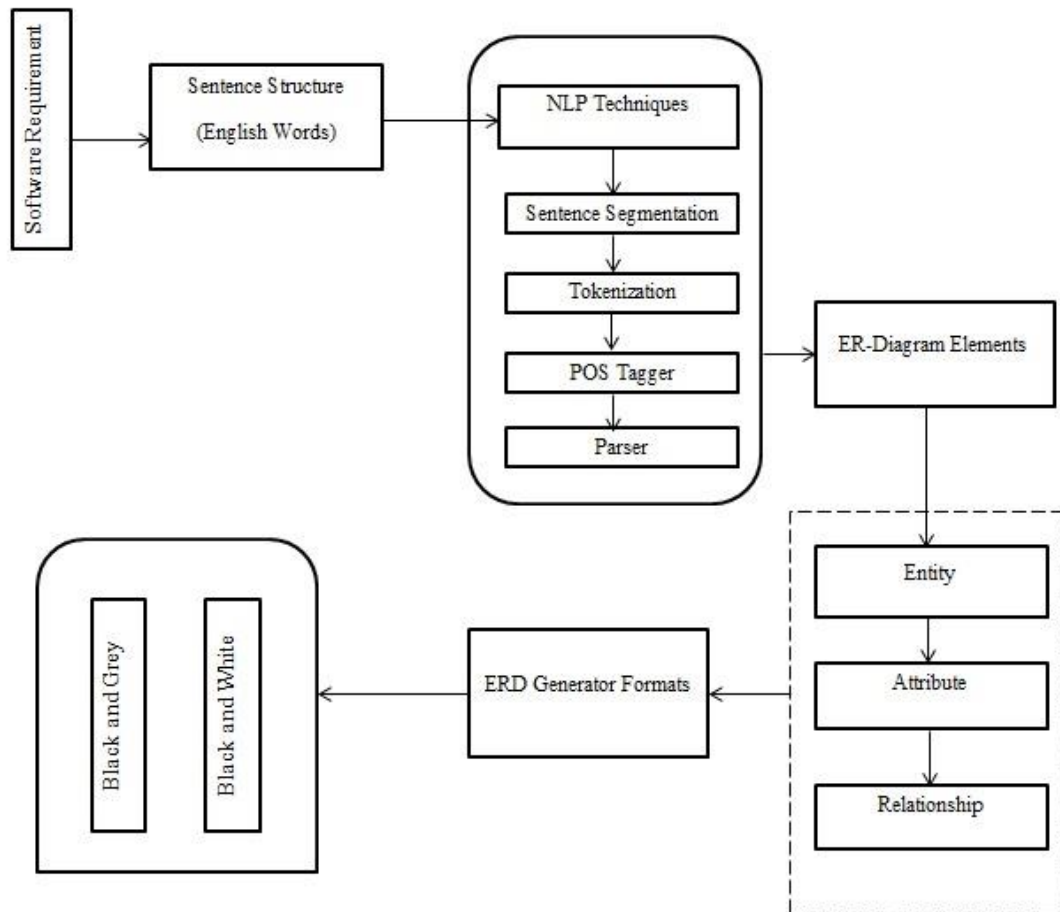 Software Requirement
Sentence Structure
(English Words)
NLP Techniques
Sentence Segmentation
Tokenization
POS Tagger
Parser
ER-Diagram Elements
Entity
Attribute
Relationship
ERD Generator Formats
Black and Grey
Black and White